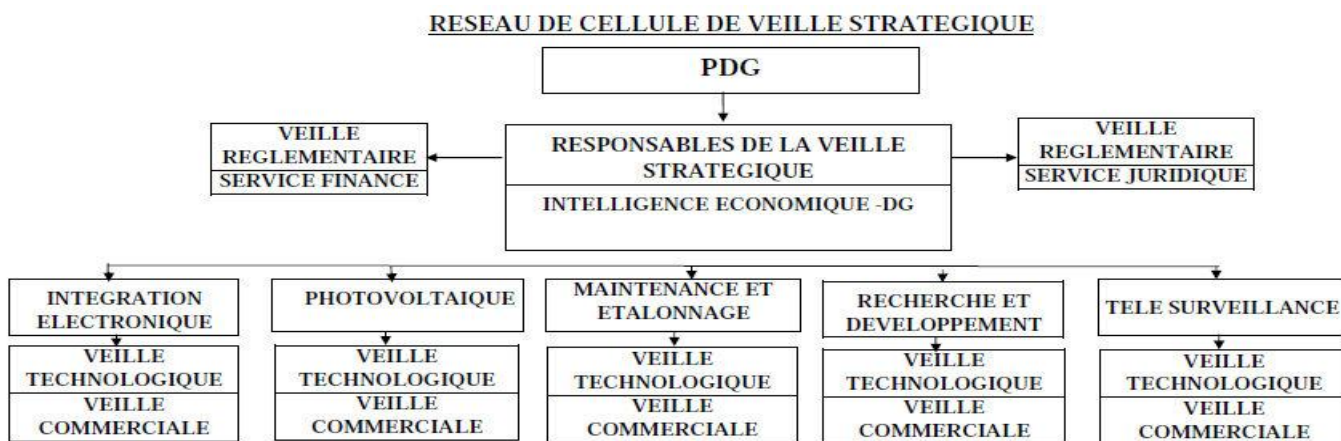 RESEAU DE CELLULE DE VEILLE STRATEGIQUE
PDG
VEILLE
REGLEMENTAIRE
SERVICE FINANCE
RESPONSABLES DE LA VEILLE
STRATEGIQUE
INTELLIGENCE ECONOMIQUE -DG
VEILLE
REGLEMENTAIRE
SERVICE JURIDIQUE
INTEGRATION
ELECTRONIQUE
PHOTOVOLTAIQUE
MAINTENANCE ET
ETALONNAGE
RECHERCHE ET
DEVELOPPEMENT
TELE SURVEILLANCE
VEILLE
TECHNOLOGIQUE
VEILLE
COMMERCIALE
VEILLE
TECHNOLOGIQUE
VEILLE
COMMERCIALE
VEILLE
TECHNOLOGIQUE
VEILLE
COMMERCIALE
VEILLE
TECHNOLOGIQUE
VEILLE
COMMERCIALE
VEILLE
TECHNOLOGIQUE
VEILLE
COMMERCIALE